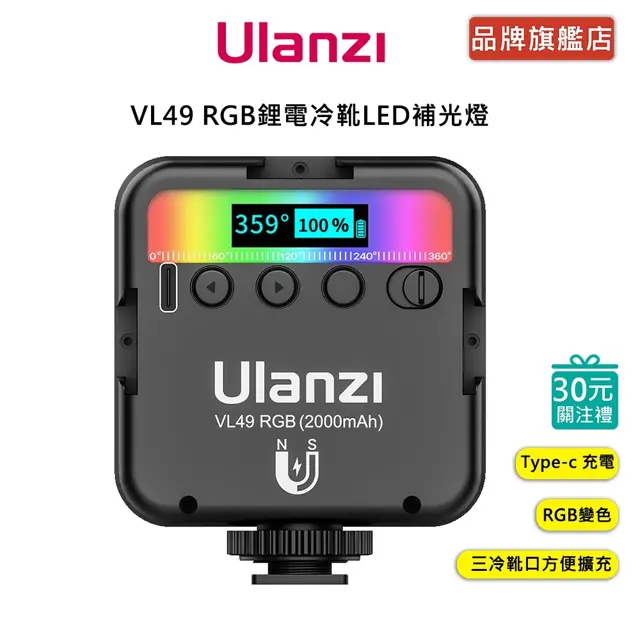 Ulanzi
品牌旗艦店
VL49 RGB鋰電冷靴LED補光燈
359° 100%
0° 60° 120° 240° 360°
Ulanzi
VL49 RGB (2000mAh)
N S
30元
關注禮
Type-c 充電
RGB變色
三冷靴口方便擴充